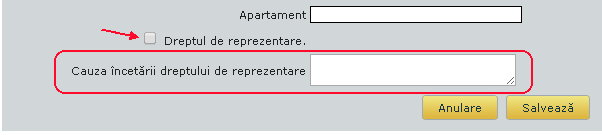 Apartament
Dreptul de reprezentare.
Cauza încetării dreptului de reprezentare
Anulare Salvează